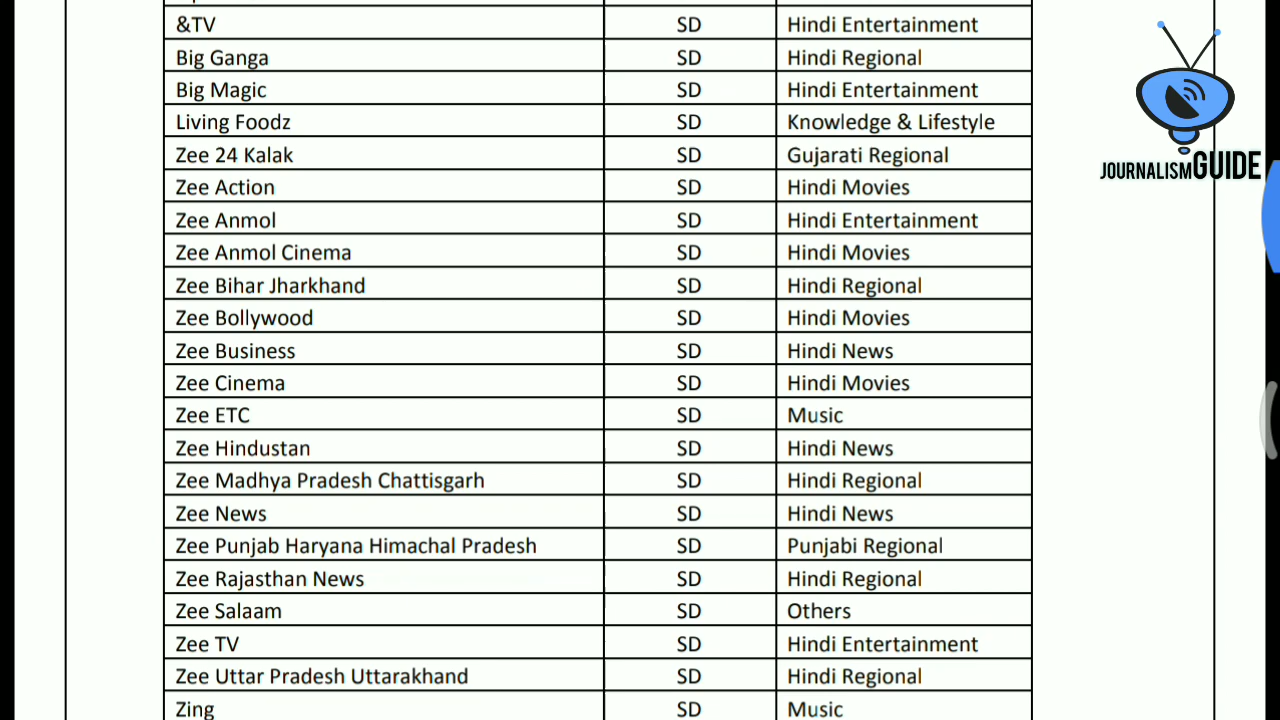 &TV SD Hindi Entertainment
Big Ganga SD Hindi Regional
Big Magic SD Hindi Entertainment
Living Foodz SD Knowledge & Lifestyle
Zee 24 Kalak SD Gujarati Regional
Zee Action SD Hindi Movies
Zee Anmol SD Hindi Entertainment
Zee Anmol Cinema SD Hindi Movies
Zee Bihar Jharkhand SD Hindi Regional
Zee Bollywood SD Hindi Movies
Zee Business SD Hindi News
Zee Cinema SD Hindi Movies
Zee ETC SD Music
Zee Hindustan SD Hindi News
Zee Madhya Pradesh Chattisgarh SD Hindi Regional
Zee News SD Hindi News
Zee Punjab Haryana Himachal Pradesh SD Punjabi Regional
Zee Rajasthan News SD Hindi Regional
Zee Salaam SD Others
Zee TV SD Hindi Entertainment
Zee Uttar Pradesh Uttarakhand SD Hindi Regional
Zing SD Music
JOURNALISMGUIDE